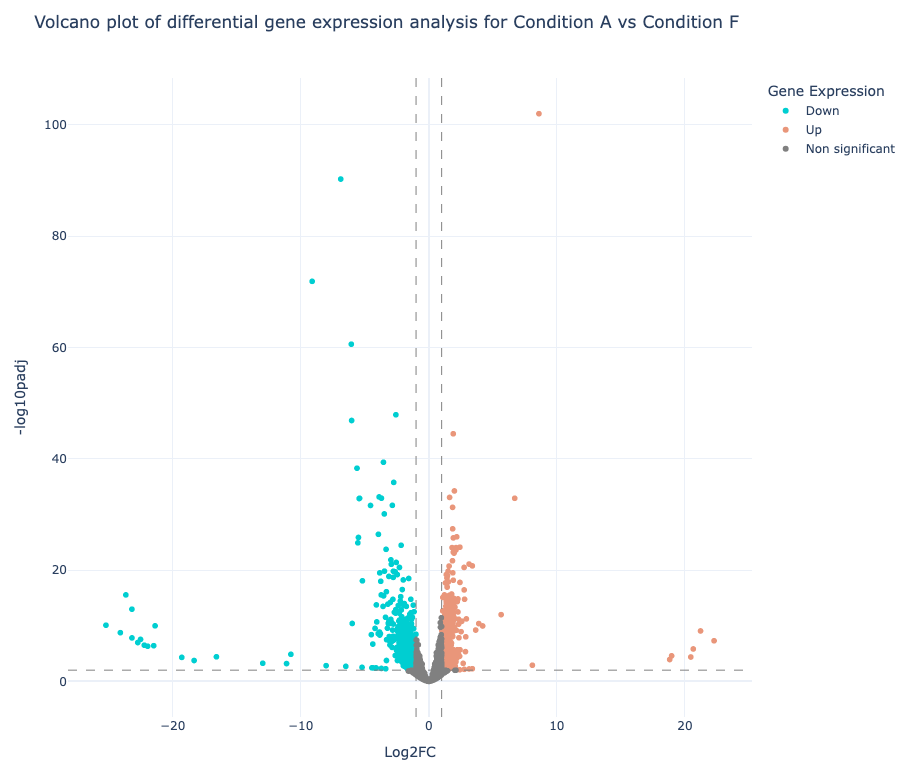 Volcano plot of differential gene expression analysis for Condition A vs Condition F
Gene Expression
Down
Up
Non significant
100
80
60
40
20
0
-log10padj
−20
−10
0
10
20
Log2FC